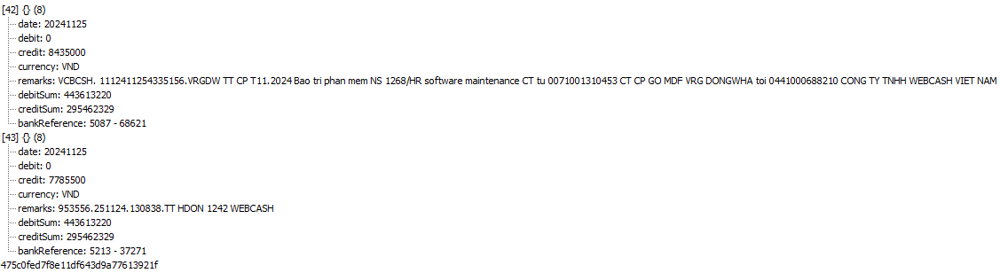 [42] {} (8)
date: 20241125
debit: 0
credit: 8435000
currency: VND
remarks: VCBCSH. 1112411254335156.VRGDW TT CP T11.2024 Bao tri phan mem NS 1268/HR software maintenance CT tu 0071001310453 CT CP GO MDF VRG DONGWHA toi 0441000688210 CONG TY TNHH WEBCASH VIET NAM
debitSum: 443613220
creditSum: 295462329
bankReference: 5087 - 68621
[43] {} (8)
date: 20241125
debit: 0
credit: 7785500
currency: VND
remarks: 953556.251124.130838.TT HDON 1242 WEBCASH
debitSum: 443613220
creditSum: 295462329
bankReference: 5213 - 37271
475c0fed7f8e11df643d9a77613921f